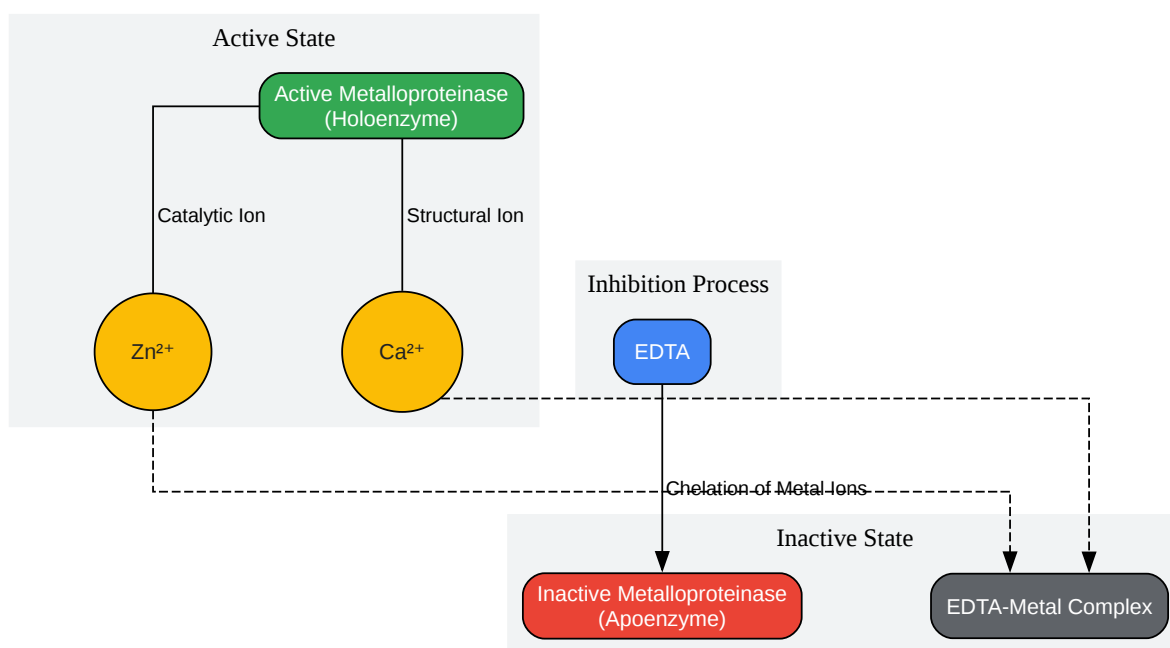 Active State
Active Metalloproteinase
(Holoenzyme)
Catalytic Ion
Structural Ion
Zn²⁺
Ca²⁺
Inhibition Process
EDTA
Chelation of Metal Ions
Inactive State
Inactive Metalloproteinase
(Apoenzyme)
EDTA-Metal Complex